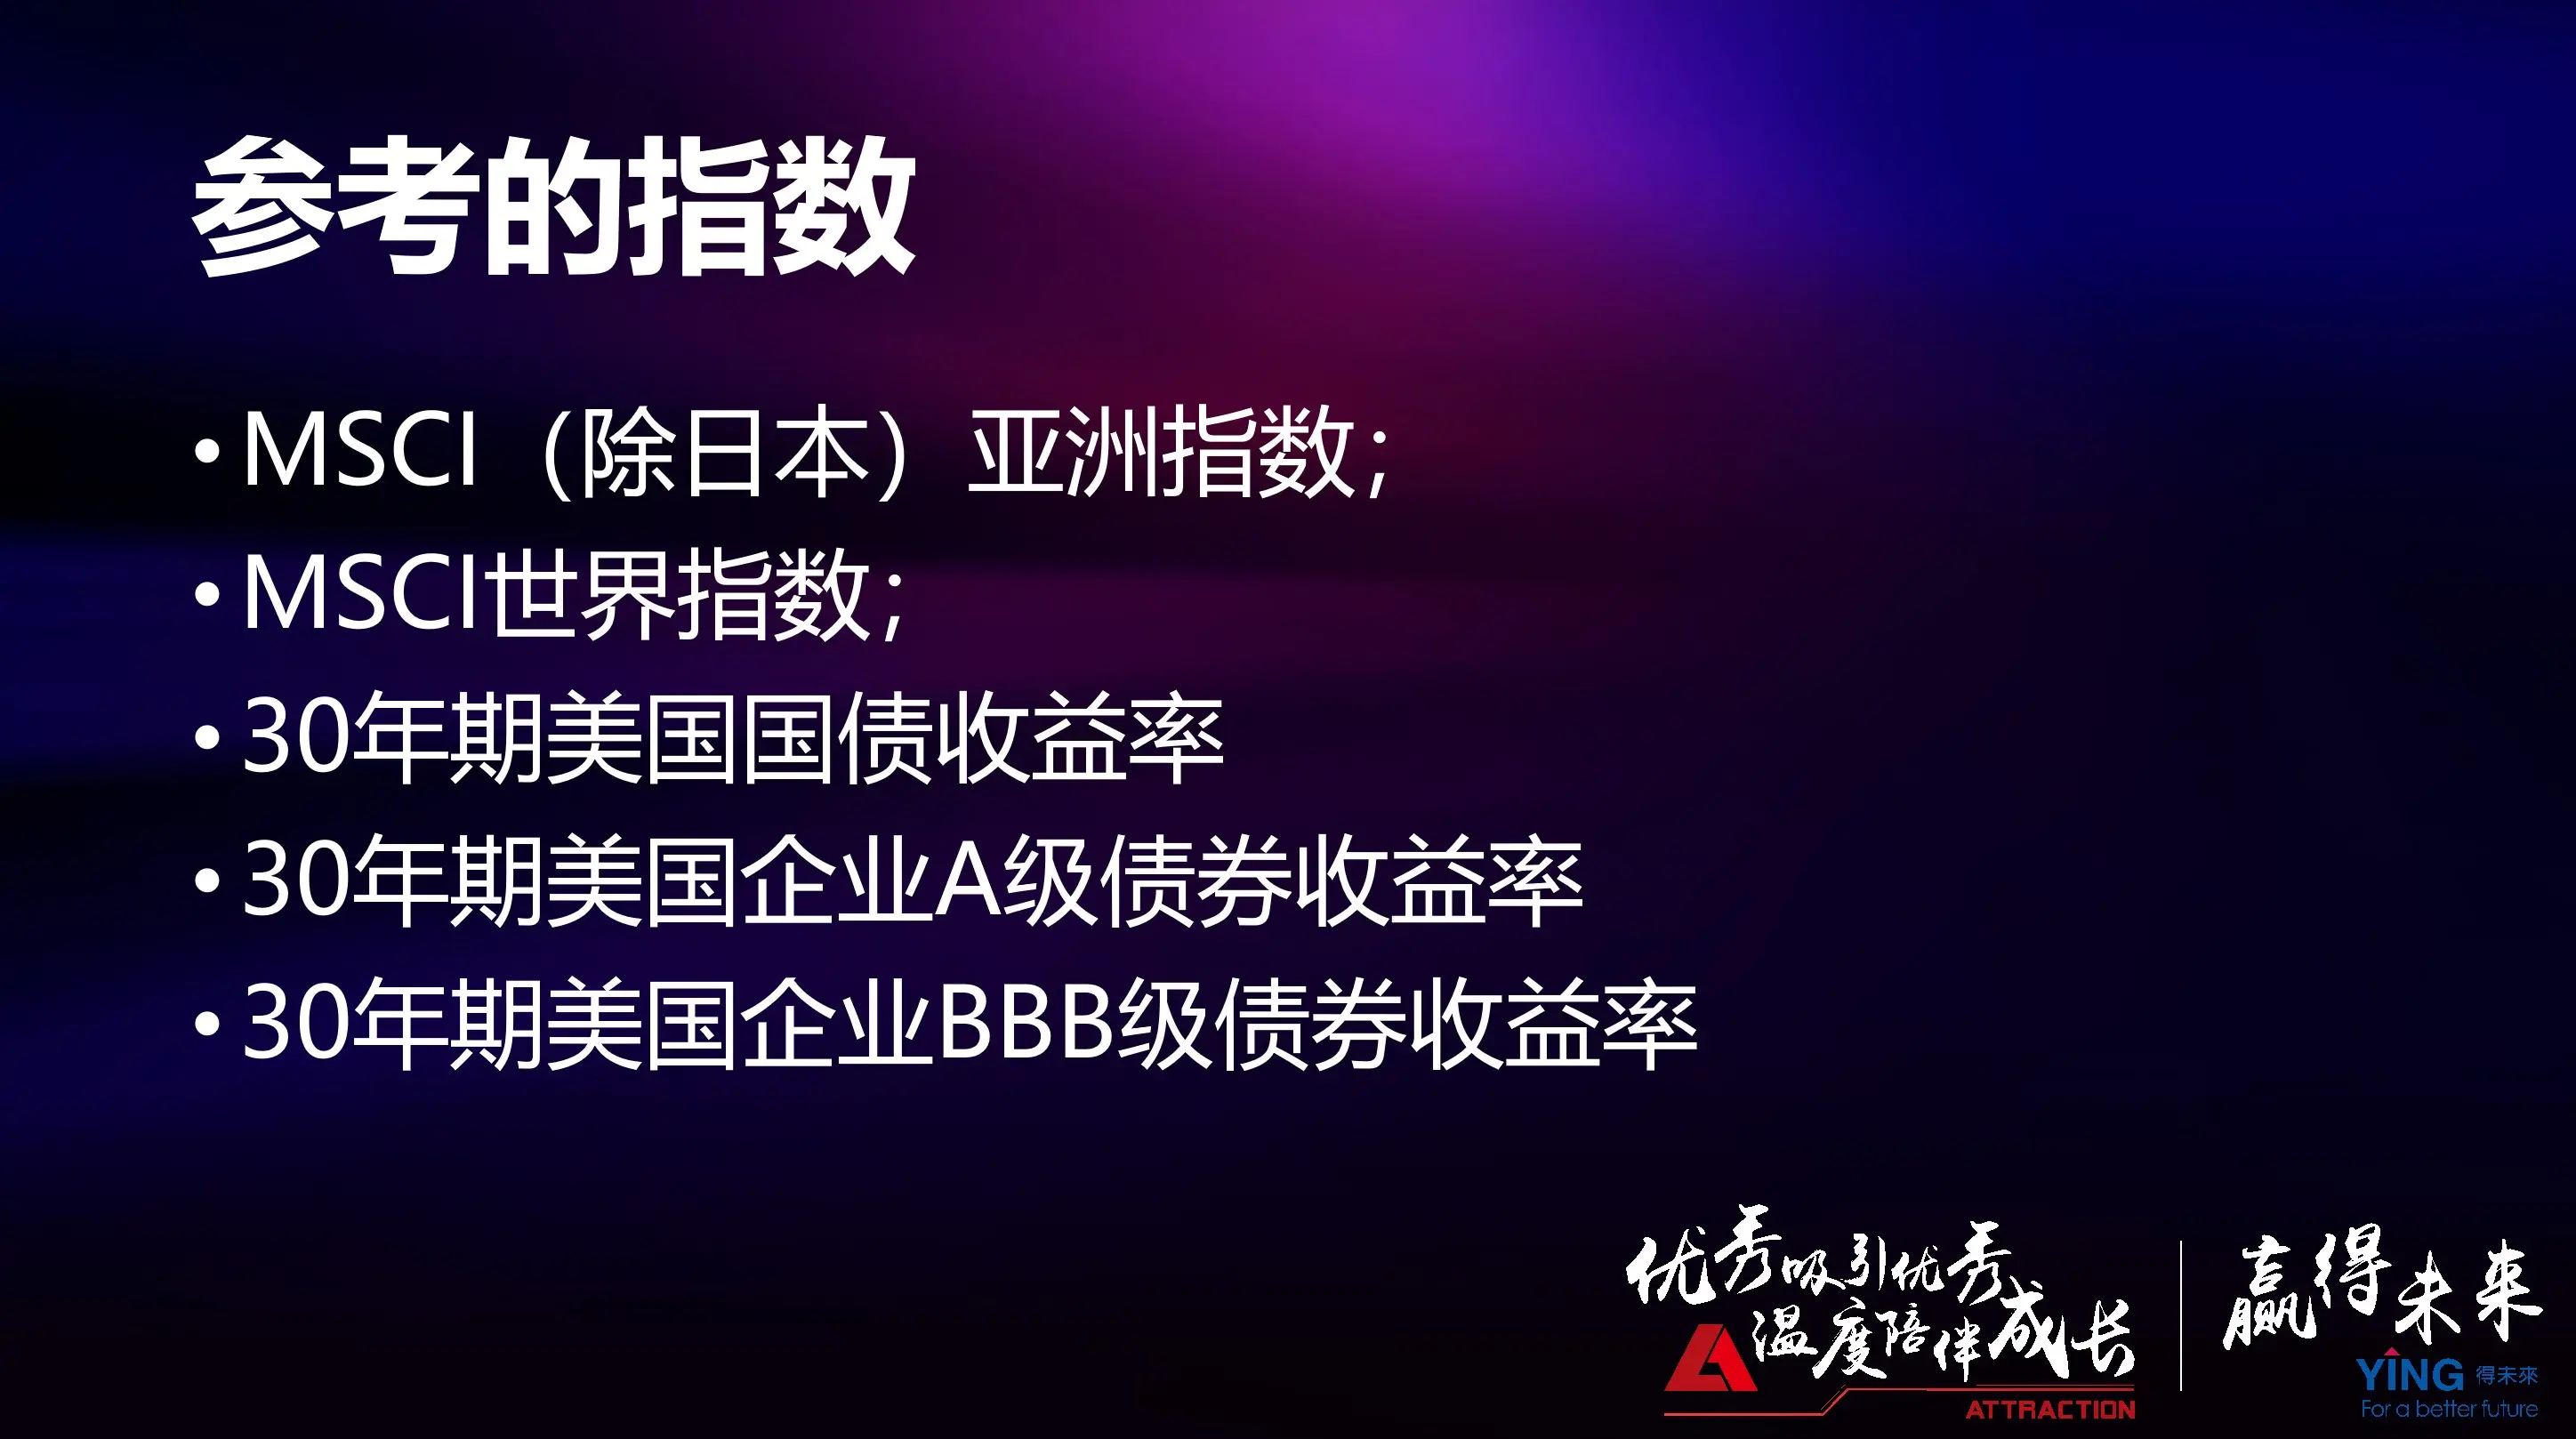 参考的指数
• MSCI（除日本）亚洲指数；
• MSCI世界指数；
• 30年期美国国债收益率
• 30年期美国企业A级债券收益率
• 30年期美国企业BBB级债券收益率
优秀吸引优秀
温度陪伴成长
ATTRACTION
赢得未来
YING 得未來
For a better future